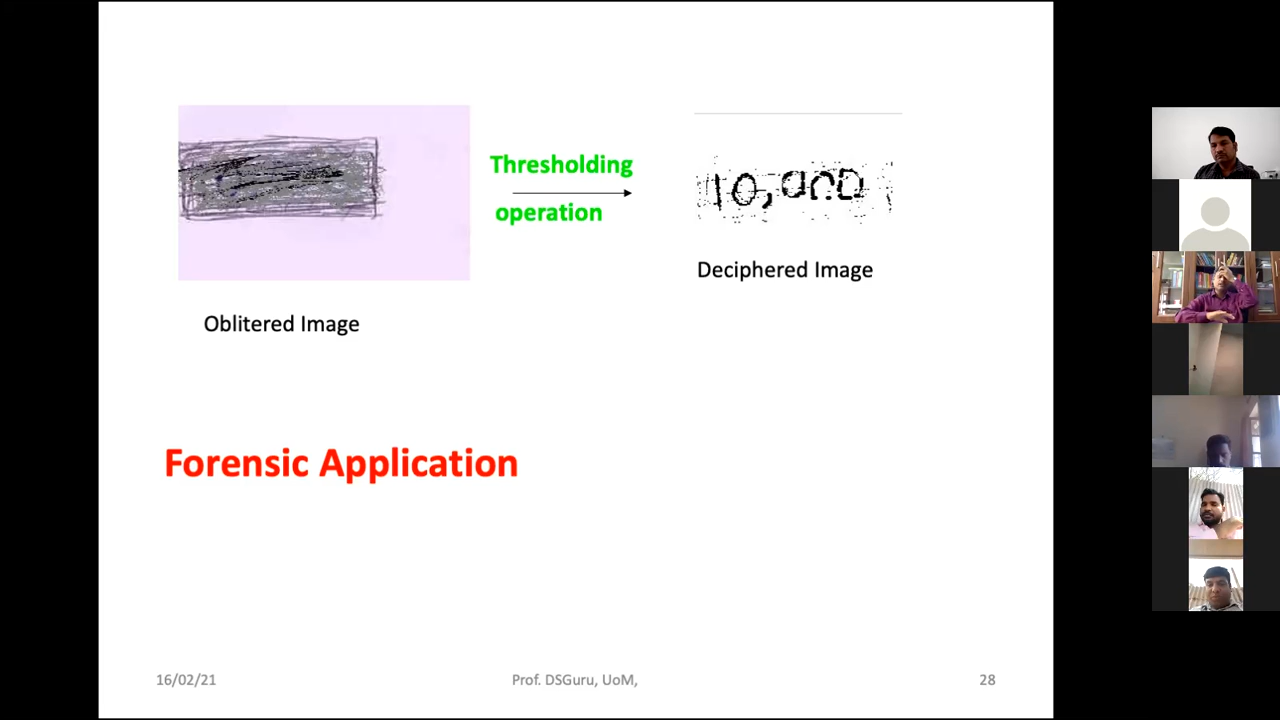 Thresholding
operation
10,000
Deciphered Image
Oblitered Image
Forensic Application
16/02/21
Prof. DSGuru, UoM,
28